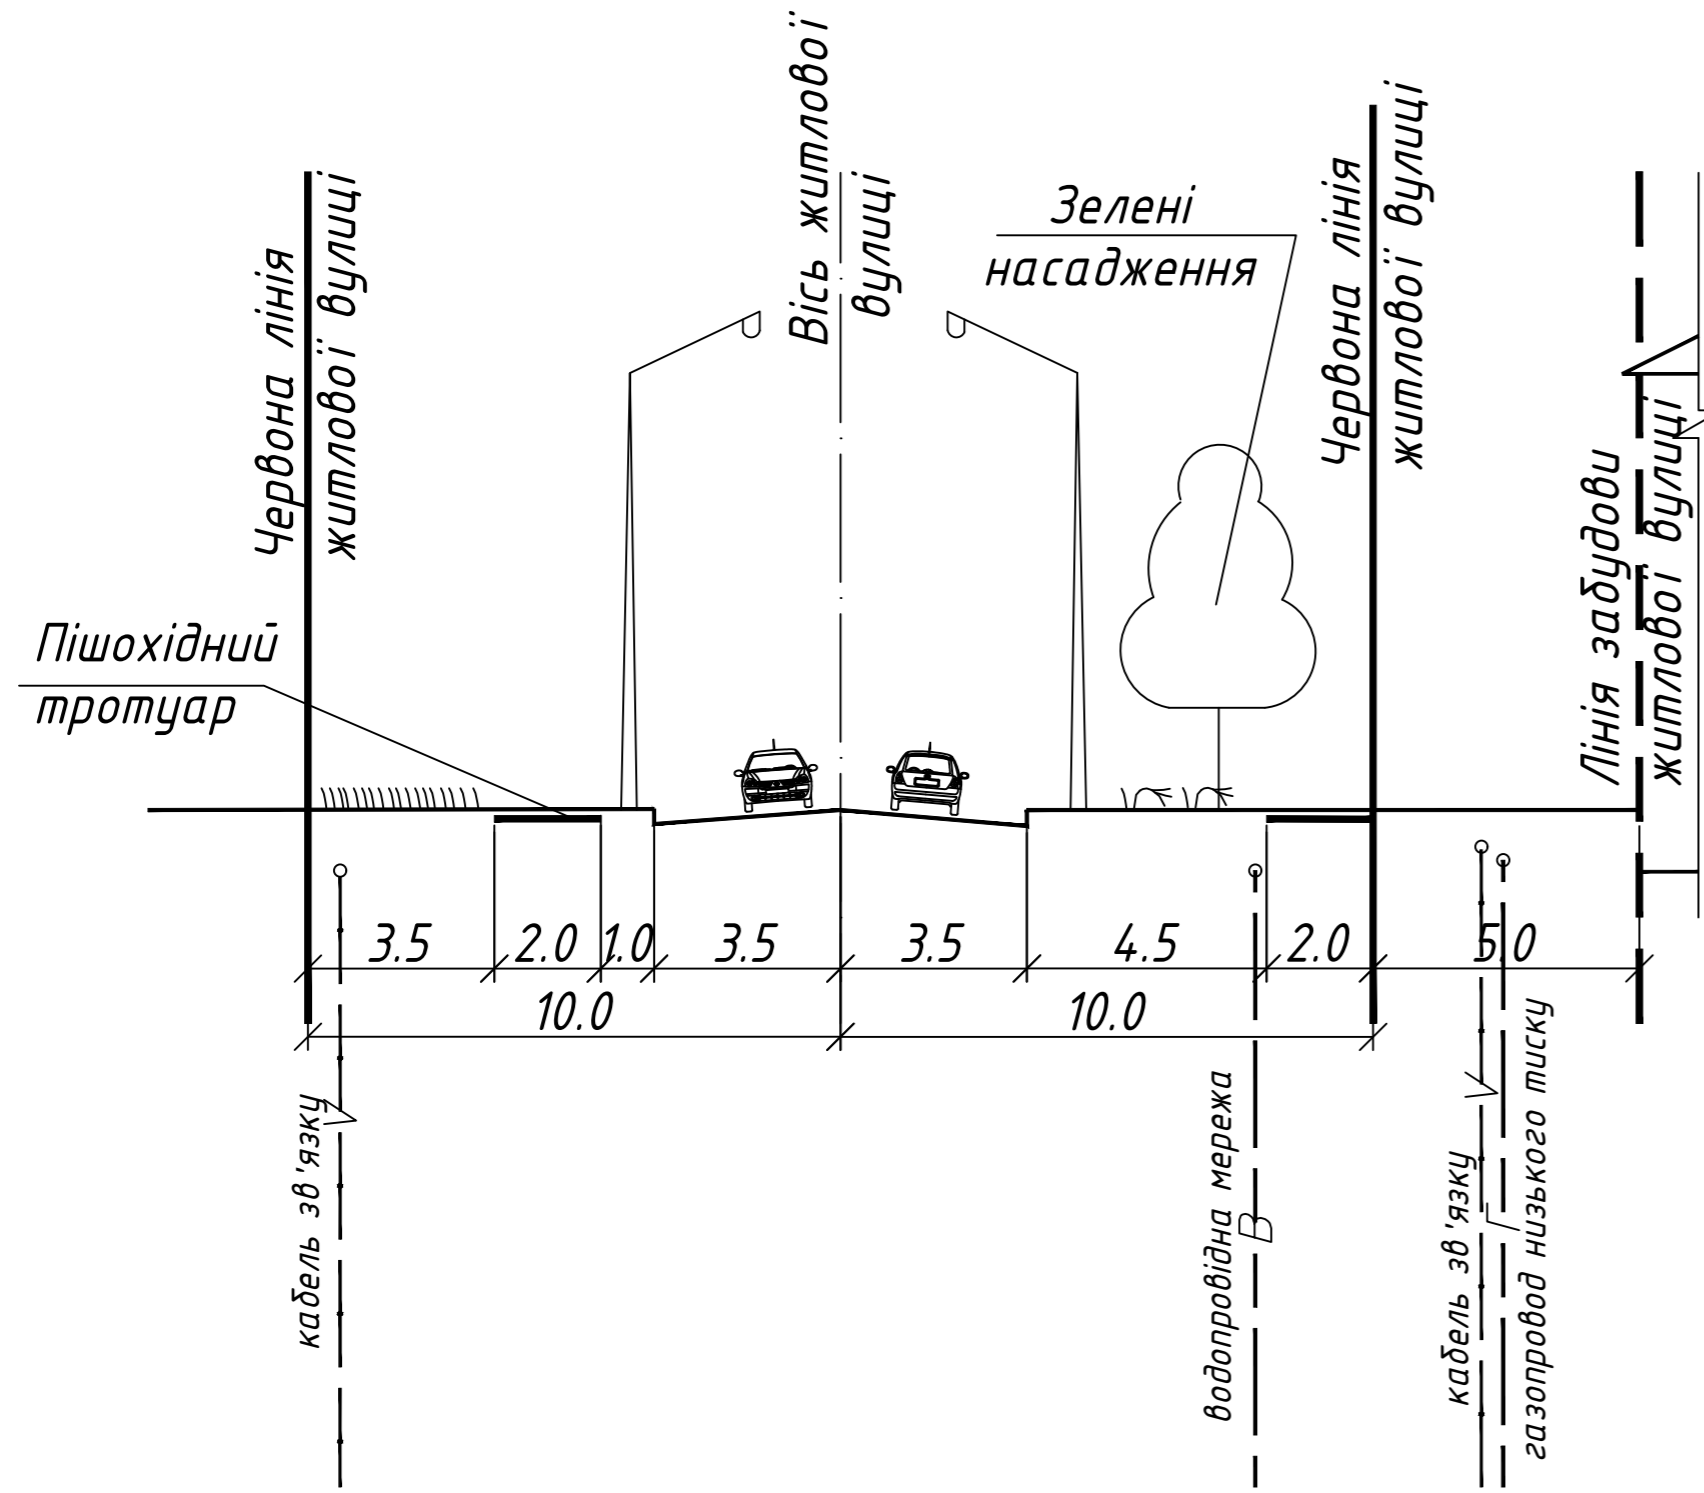 Вісь житлової
вулиці
Червона лінія
житлової вулиці
Зелені
насадження
Червона лінія
житлової вулиці
Лінія забудови
житлової вулиці
Пішохідний
тротуар
3.5
2.0
1.0
3.5
3.5
4.5
2.0
5.0
10.0
10.0
кабель зв'язку
V
водопровідна мережа
В
кабель зв'язку
V
Г
газопровод низького тиску